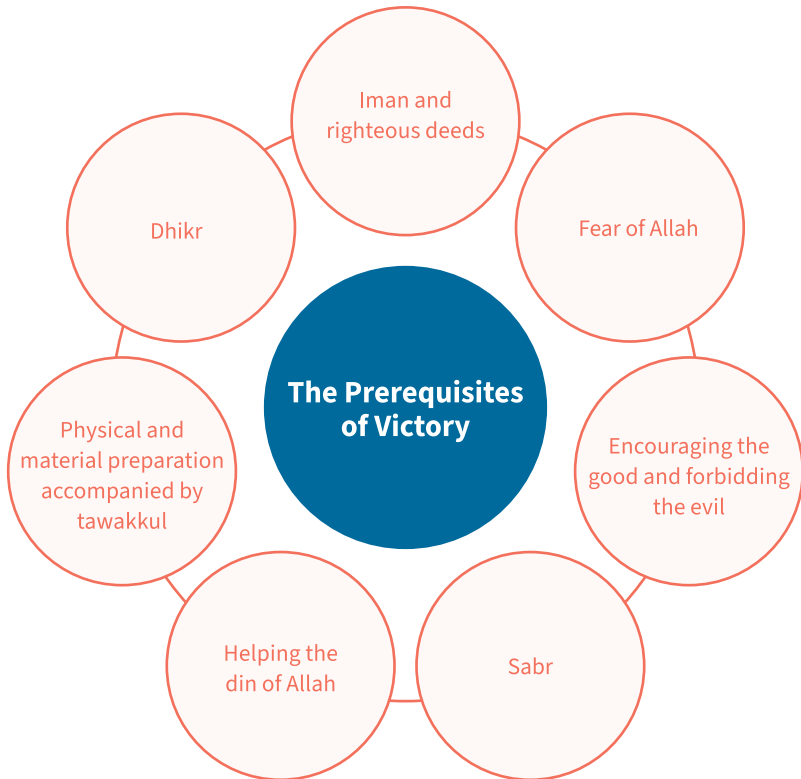 The Prerequisites
of Victory
Iman and
righteous deeds
Fear of Allah
Encouraging the
good and forbidding
the evil
Sabr
Helping the
din of Allah
Physical and
material preparation
accompanied by
tawakkul
Dhikr